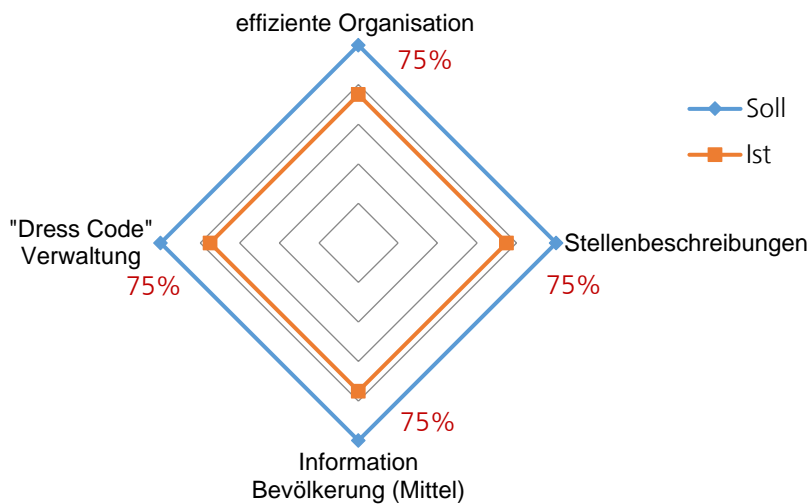 effiziente Organisation
75%
Soll
Ist
"Dress Code"
Verwaltung
75%
Stellenbeschreibungen
75%
75%
Information
Bevölkerung (Mittel)